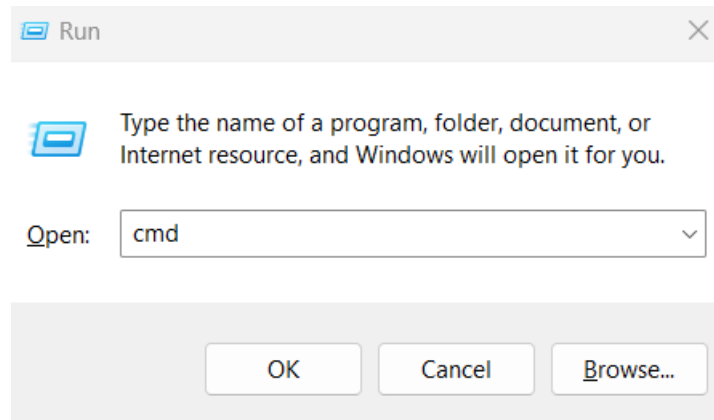 Run
Type the name of a program, folder, document, or
Internet resource, and Windows will open it for you.
Open: cmd
OK Cancel Browse...